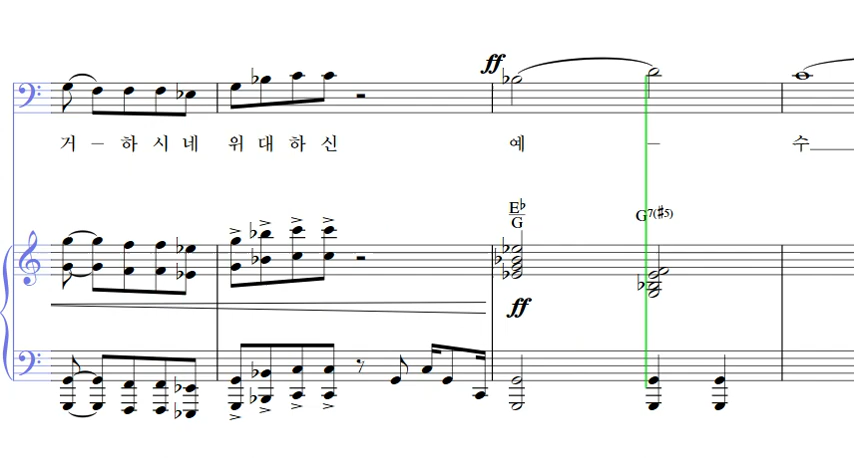 ff
거 – 하 시 네 위 대 하 신 예 – 수
E♭
G
G7(♯5)
ff